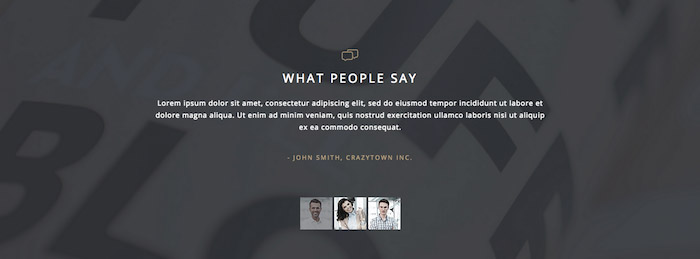 WHAT PEOPLE SAY
Lorem ipsum dolor sit amet, consectetur adipiscing elit, sed do eiusmod tempor incididunt ut labore et
dolore magna aliqua. Ut enim ad minim veniam, quis nostrud exercitation ullamco laboris nisi ut aliquip
ex ea commodo consequat.
- JOHN SMITH, CRAZYTOWN INC.